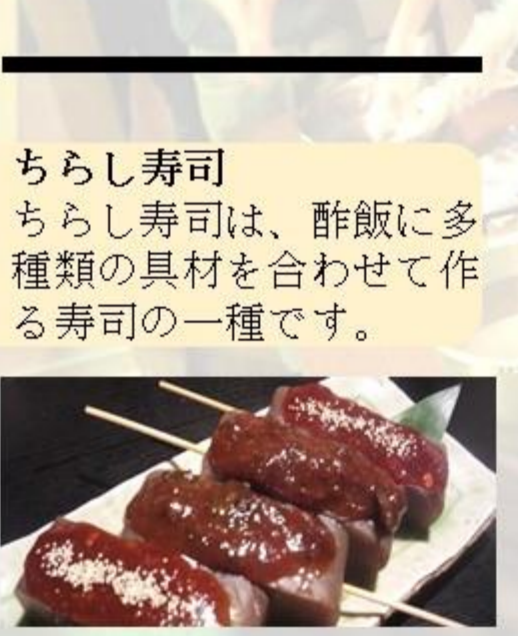 ちらし寿司
ちらし寿司は、酢飯に多
種類の具材を合わせて作
る寿司の一種です。